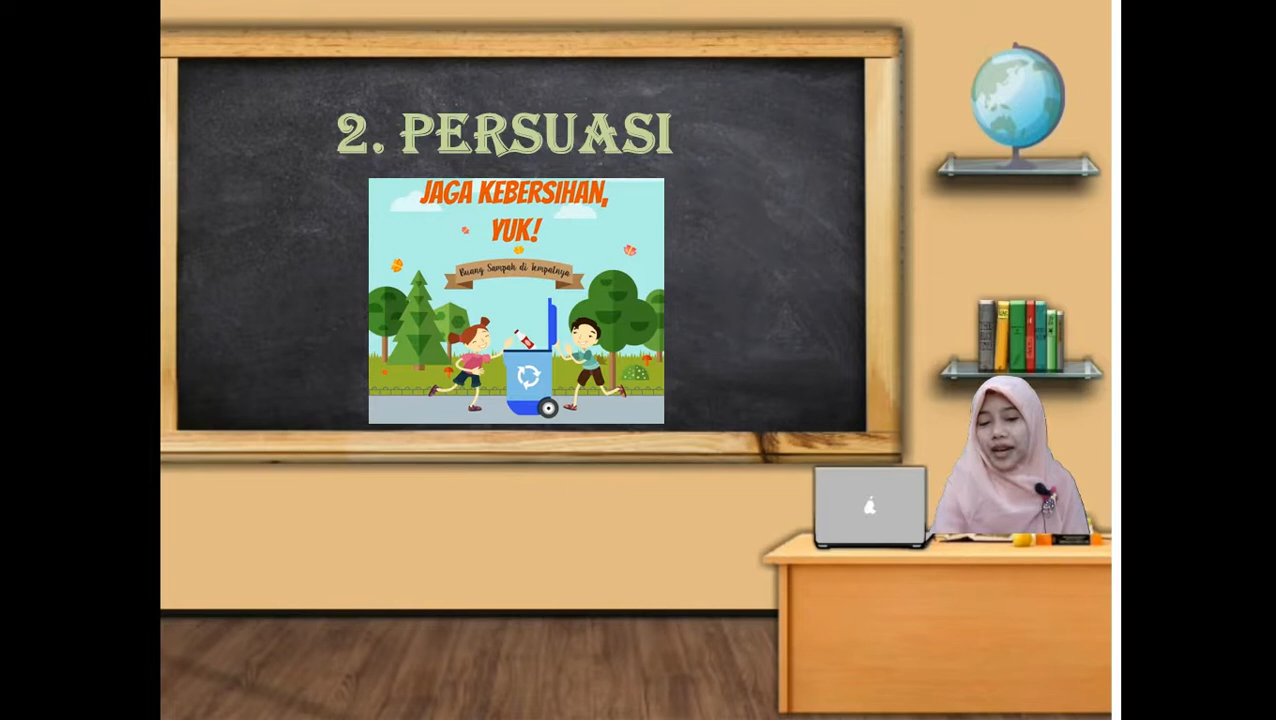 2. PERSUASI
JAGA KEBERSIHAN,
YUK!
Buang Sampah di Tempatnya